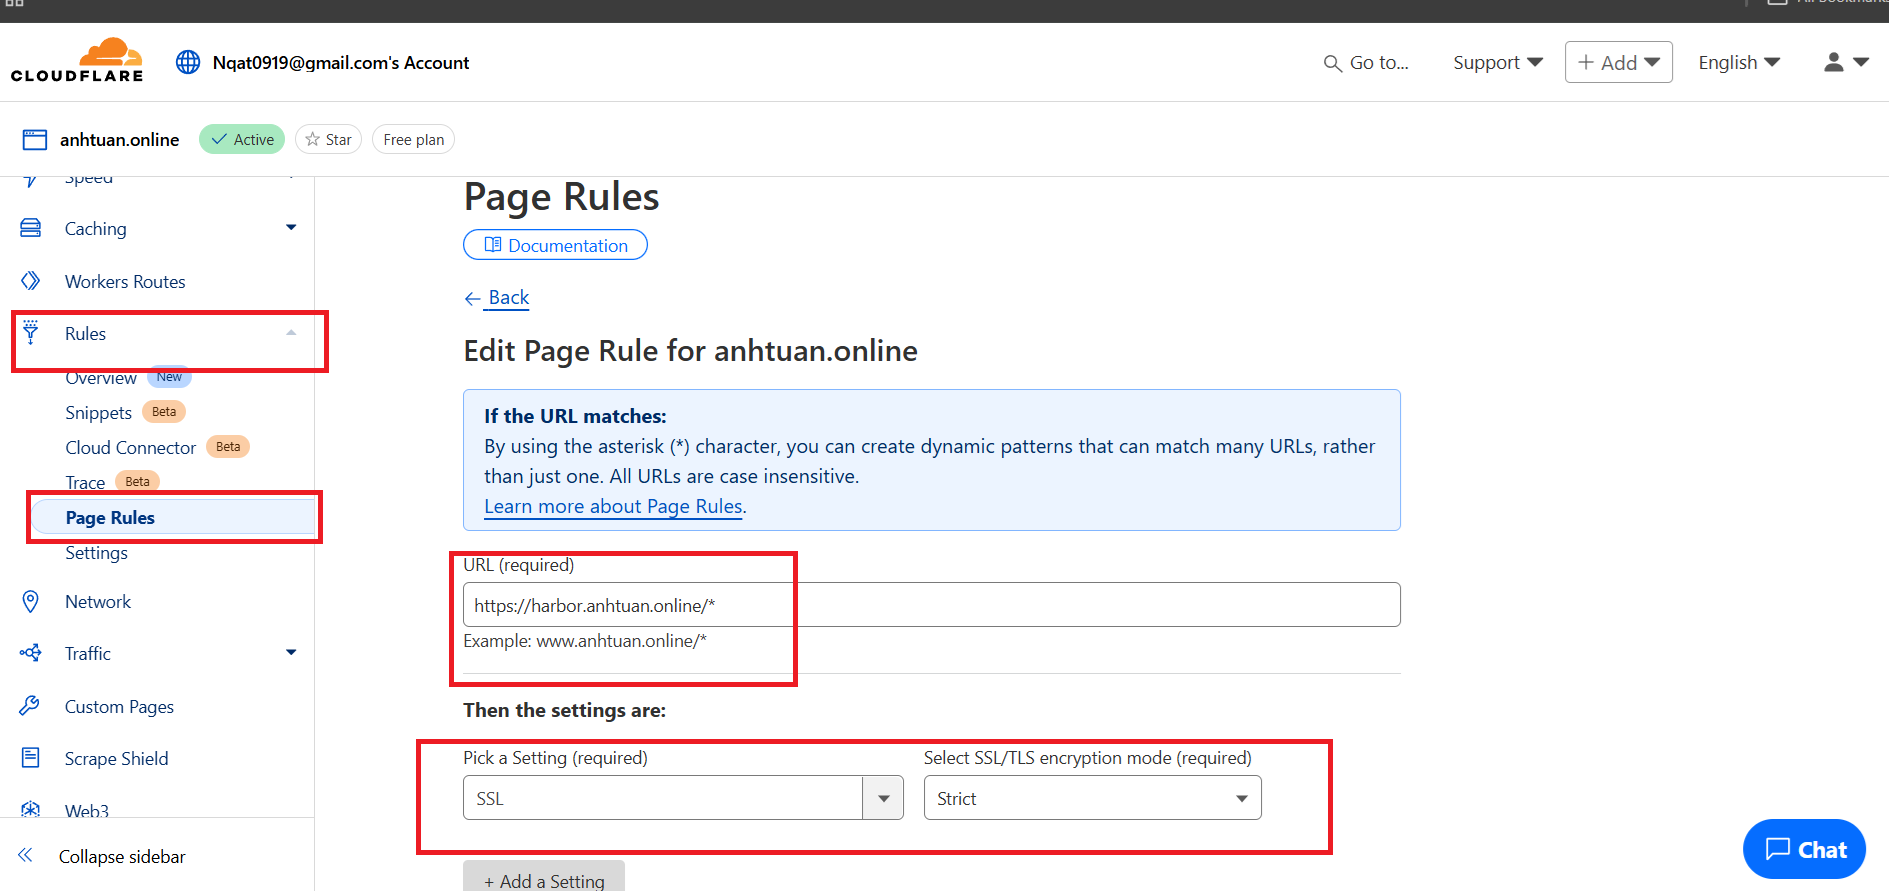 CLOUDFLARE
Nqat0919@gmail.com's Account
Go to...
Support
+ Add
English
anhtuan.online
Active
Star
Free plan
Speed
Caching
Workers Routes
Rules
Overview New
Snippets Beta
Cloud Connector Beta
Trace Beta
Page Rules
Settings
Network
Traffic
Custom Pages
Scrape Shield
Web3
Collapse sidebar
Page Rules
Documentation
Back
Edit Page Rule for anhtuan.online
If the URL matches:
By using the asterisk (*) character, you can create dynamic patterns that can match many URLs, rather
than just one. All URLs are case insensitive.
Learn more about Page Rules.
URL (required)
https://harbor.anhtuan.online/*
Example: www.anhtuan.online/*
Then the settings are:
Pick a Setting (required)
Select SSL/TLS encryption mode (required)
SSL
Strict
+ Add a Setting
Chat